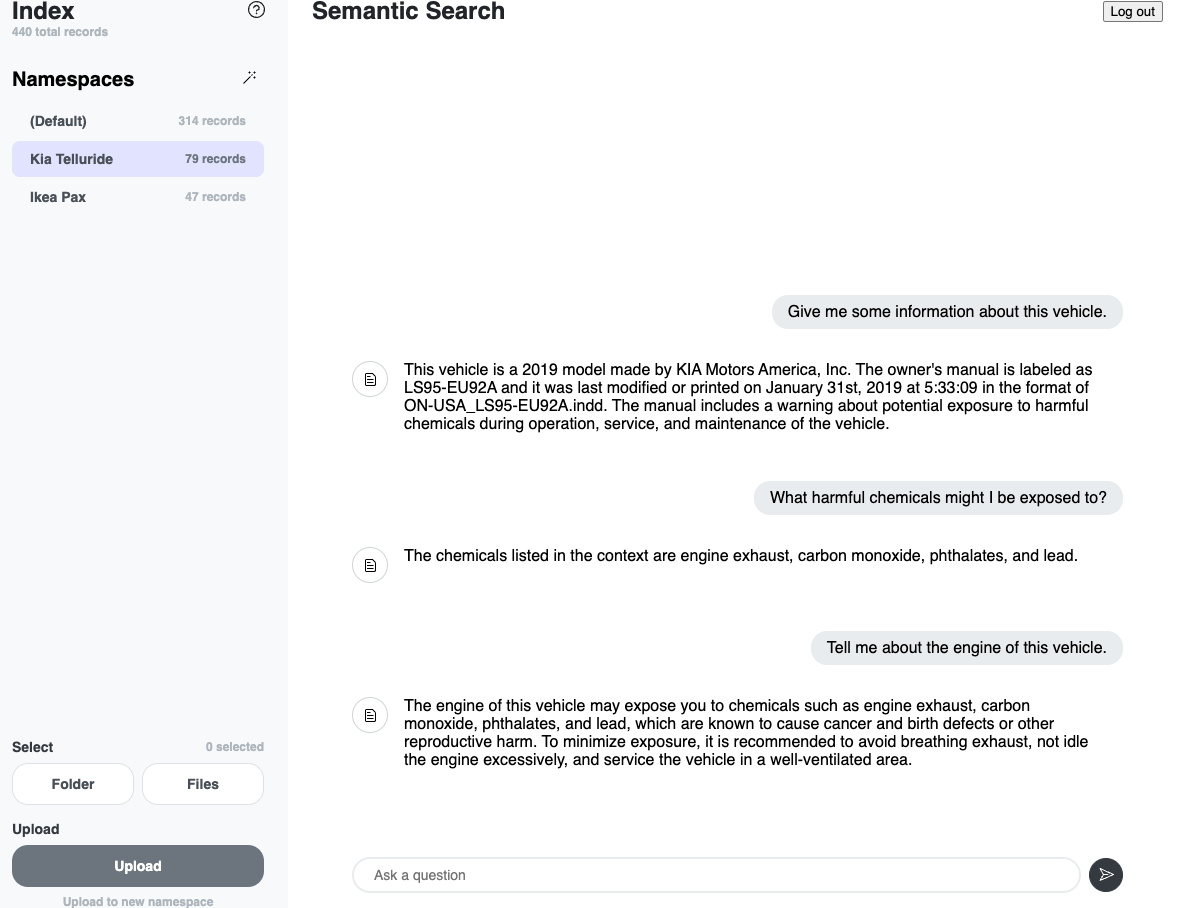 Index
440 total records
Namespaces
(Default) 314 records
Kia Telluride 79 records
Ikea Pax 47 records
Select 0 selected
Folder Files
Upload
Upload
Upload to new namespace
Semantic Search
Log out
Give me some information about this vehicle.
This vehicle is a 2019 model made by KIA Motors America, Inc. The owner's manual is labeled as
LS95-EU92A and it was last modified or printed on January 31st, 2019 at 5:33:09 in the format of
ON-USA_LS95-EU92A.indd. The manual includes a warning about potential exposure to harmful
chemicals during operation, service, and maintenance of the vehicle.
What harmful chemicals might I be exposed to?
The chemicals listed in the context are engine exhaust, carbon monoxide, phthalates, and lead.
Tell me about the engine of this vehicle.
The engine of this vehicle may expose you to chemicals such as engine exhaust, carbon
monoxide, phthalates, and lead, which are known to cause cancer and birth defects or other
reproductive harm. To minimize exposure, it is recommended to avoid breathing exhaust, not idle
the engine excessively, and service the vehicle in a well-ventilated area.
Ask a question